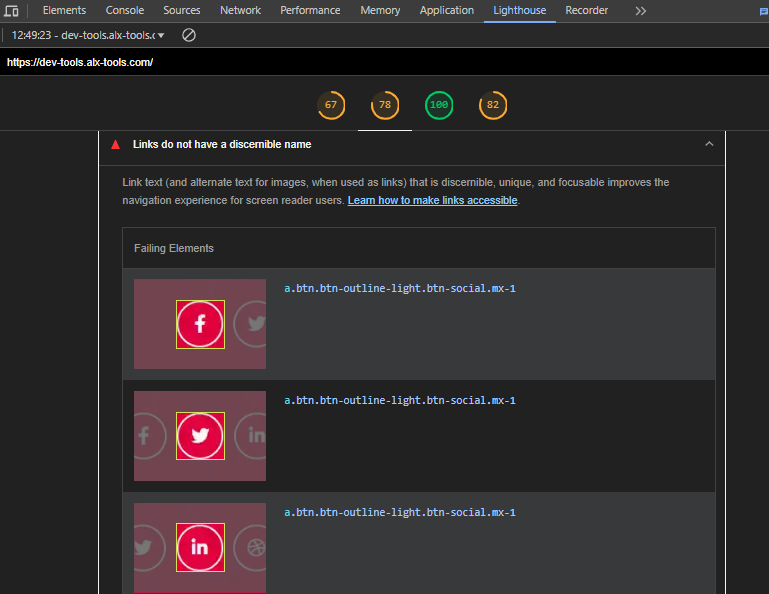 Elements Console Sources Network Performance Memory Application Lighthouse Recorder
12:49:23 - dev-tools.alx-tools.c
https://dev-tools.alx-tools.com/
67 78 100 82
Links do not have a discernible name
Link text (and alternate text for images, when used as links) that is discernible, unique, and focusable improves the
navigation experience for screen reader users. Learn how to make links accessible.
Failing Elements
a.btn.btn-outline-light.btn-social.mx-1
a.btn.btn-outline-light.btn-social.mx-1
in
a.btn.btn-outline-light.btn-social.mx-1
in